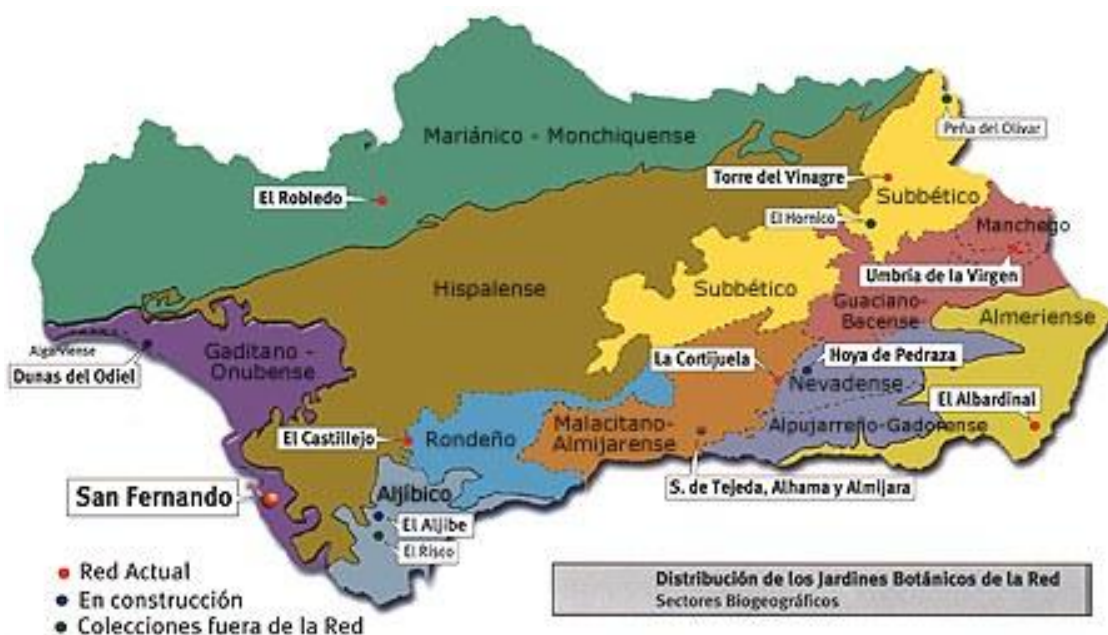 Mariánico - Monchiquense
Peña del Olivar
El Robledo
Torre del Vinagre
Subbético
El Hornico
Manchego
Umbria de la Virgen
Hispalense
Subbético
Guaciano-
Bacense
Almeriense
Algarviense
Dunas del Odiel
Gaditano -
Onubense
La Cortijuela
Hoya de Pedraza
Nevadense
El Albardinal
El Castillejo
Rondeño
Malacitano-
Almijarense
Alpujarreño-Gadorense
San Fernando
Aljíbico
S. de Tejeda, Alhama y Almijara
El Aljibe
El Risco
Red Actual
En construcción
Colecciones fuera de la Red
Distribución de los Jardines Botánicos de la Red
Sectores Biogeográficos